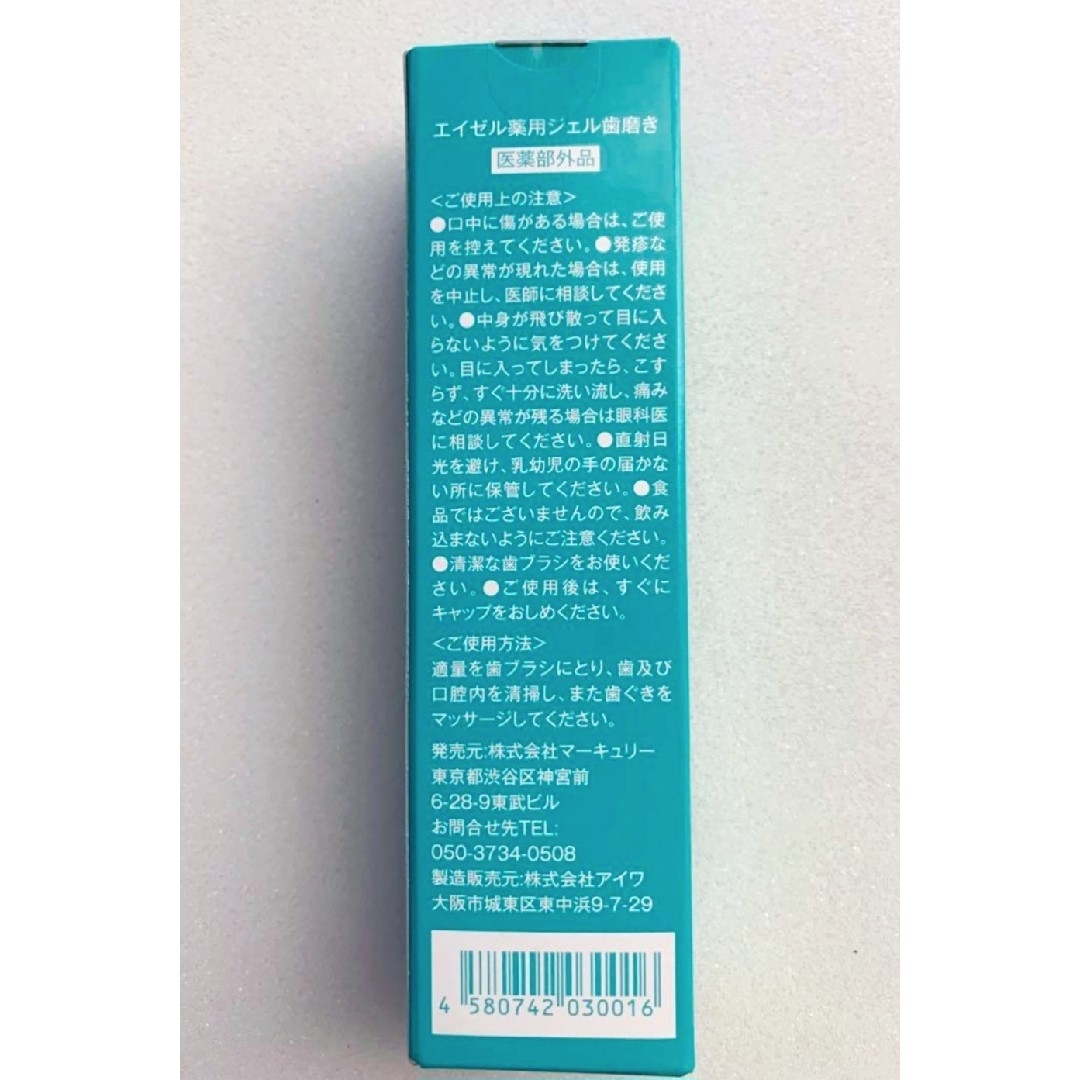 エイゼル薬用ジェル歯磨き
医薬部外品
<ご使用上の注意>
●口中に傷がある場合は、ご使
用を控えてください。●発疹な
どの異常が現れた場合は、使用
を中止し、医師に相談してくださ
い。●中身が飛び散って目に入
らないように気をつけてくださ
い。目に入ってしまったら、こす
らず、すぐ十分に洗い流し、痛み
などの異常が残る場合は眼科医
に相談してください。●直射日
光を避け、乳幼児の手の届かな
い所に保管してください。●食
品ではございませんので、飲み
込まないようにご注意ください。
●清潔な歯ブラシをお使いくだ
さい。●ご使用後は、すぐに
キャップをおしめください。
<ご使用方法>
適量を歯ブラシにとり、歯及び
口腔内を清掃し、また歯ぐきを
マッサージしてください。
発売元:株式会社マーキュリー
東京都渋谷区神宮前
6-28-9東武ビル
お問合せ先TEL:
050-3734-0508
製造販売元:株式会社アイワ
大阪市城東区東中浜9-7-29
4 580742 030016